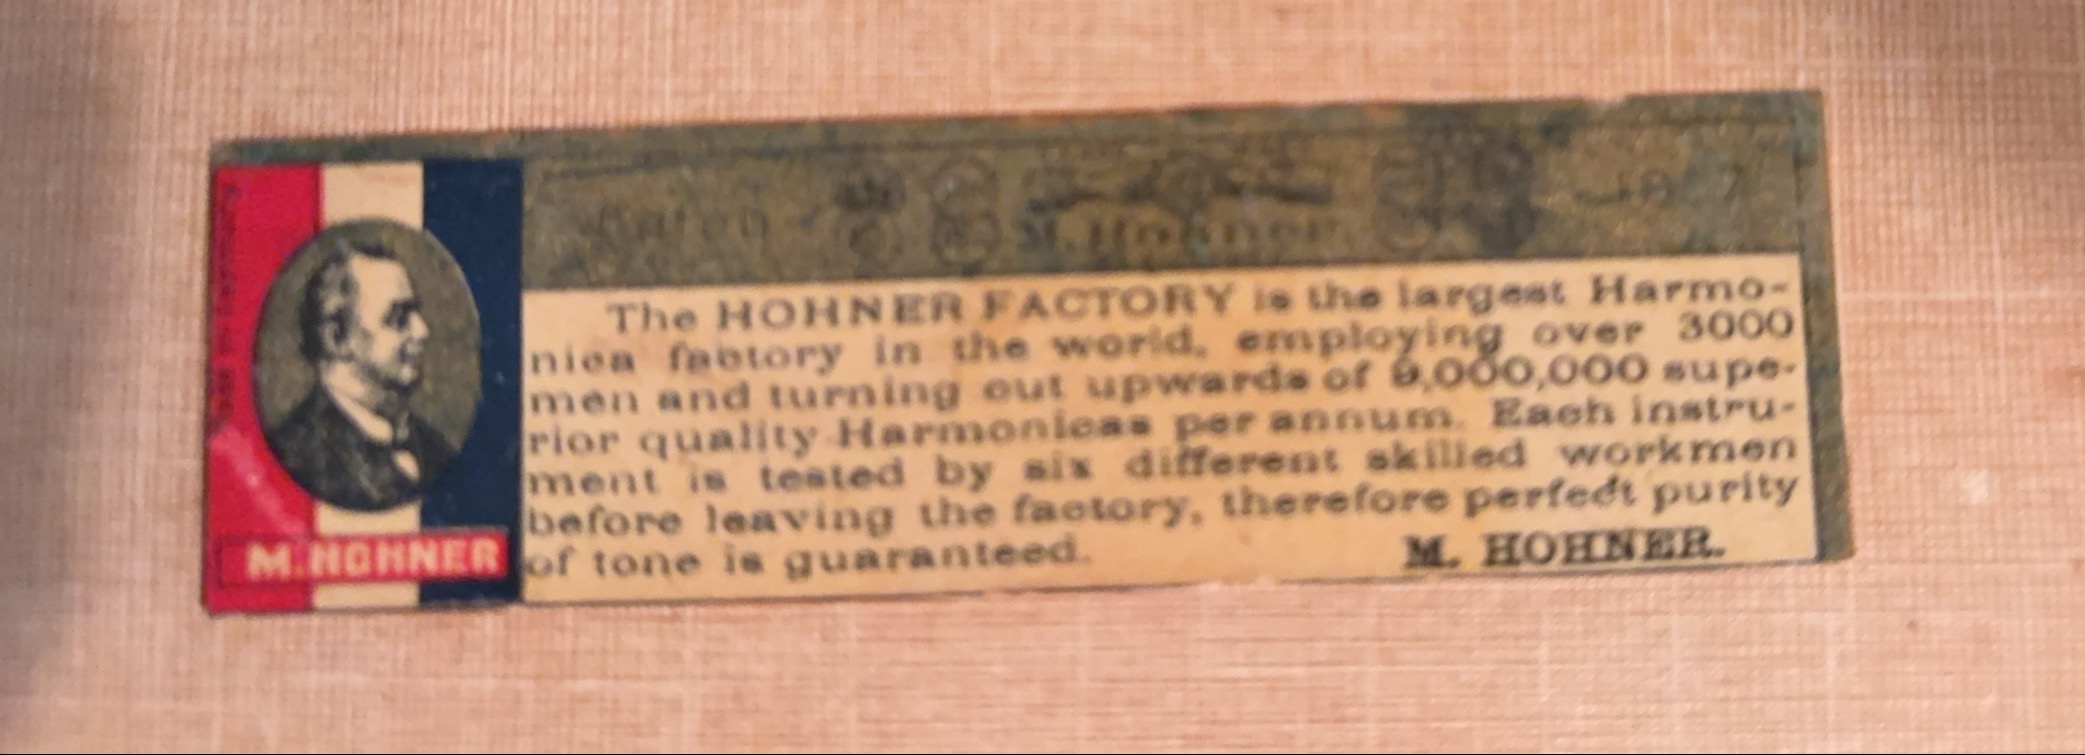 M. HOHNER
The HOHNER FACTORY is the largest Harmo-
nica factory in the world, employing over 3000
men and turning out upwards of 9,000,000 supe-
rior quality Harmonicas per annum. Each instru-
ment is tested by six different skilled workmen
before leaving the factory, therefore perfect purity
of tone is guaranteed.
M. HOHNER.